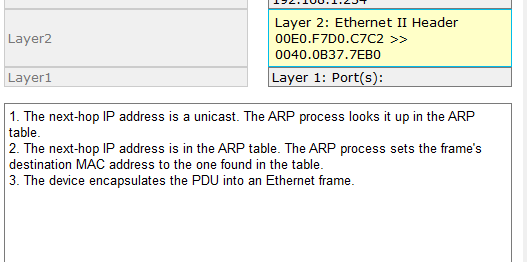 192.168.1.254
Layer2
Layer 2: Ethernet II Header
00E0.F7D0.C7C2 >>
0040.0B37.7EB0
Layer1
Layer 1: Port(s):
1. The next-hop IP address is a unicast. The ARP process looks it up in the ARP
table.
2. The next-hop IP address is in the ARP table. The ARP process sets the frame's
destination MAC address to the one found in the table.
3. The device encapsulates the PDU into an Ethernet frame.